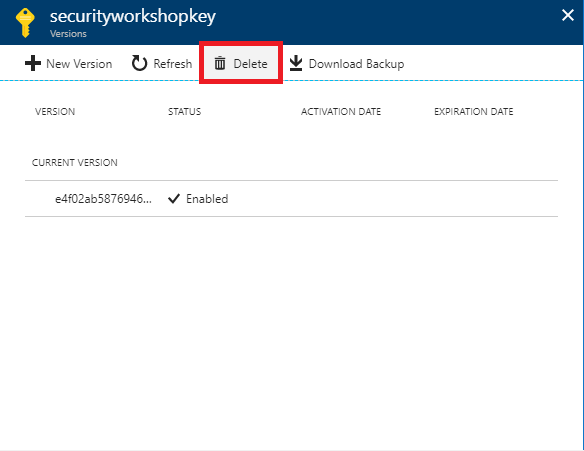 securityworkshopkey
Versions
New Version Refresh Delete Download Backup
VERSION STATUS ACTIVATION DATE EXPIRATION DATE
CURRENT VERSION
e4f02ab5876946... Enabled